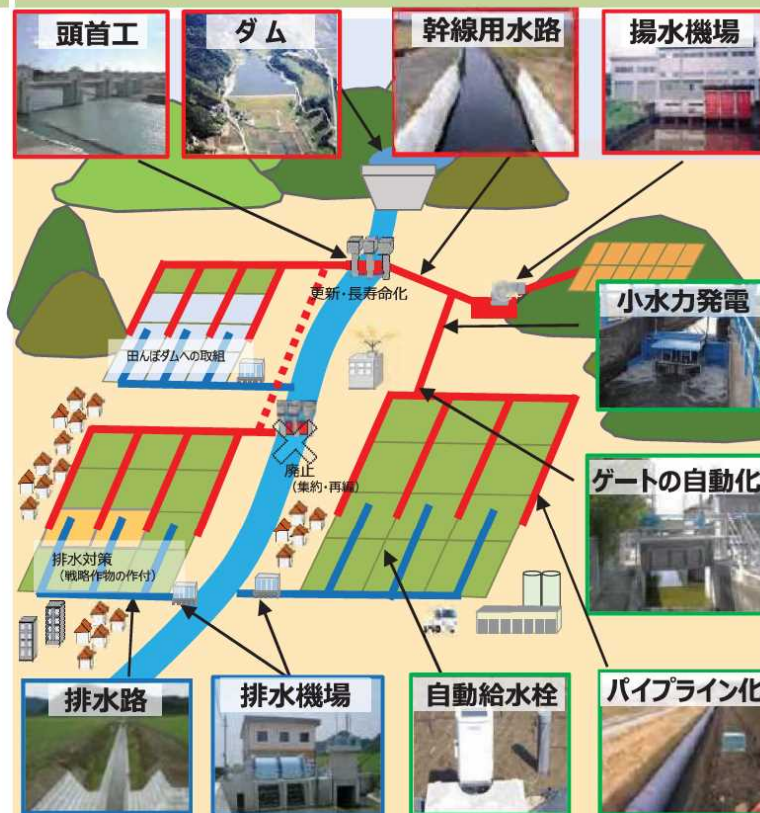 頭首工
ダム
幹線用水路
揚水機場
更新・長寿命化
小水力発電
田んぼダムへの取組
廃止
（集約・再編）
ゲートの自動化
排水対策
（戦略作物の作付）
排水路
排水機場
自動給水栓
パイプライン化